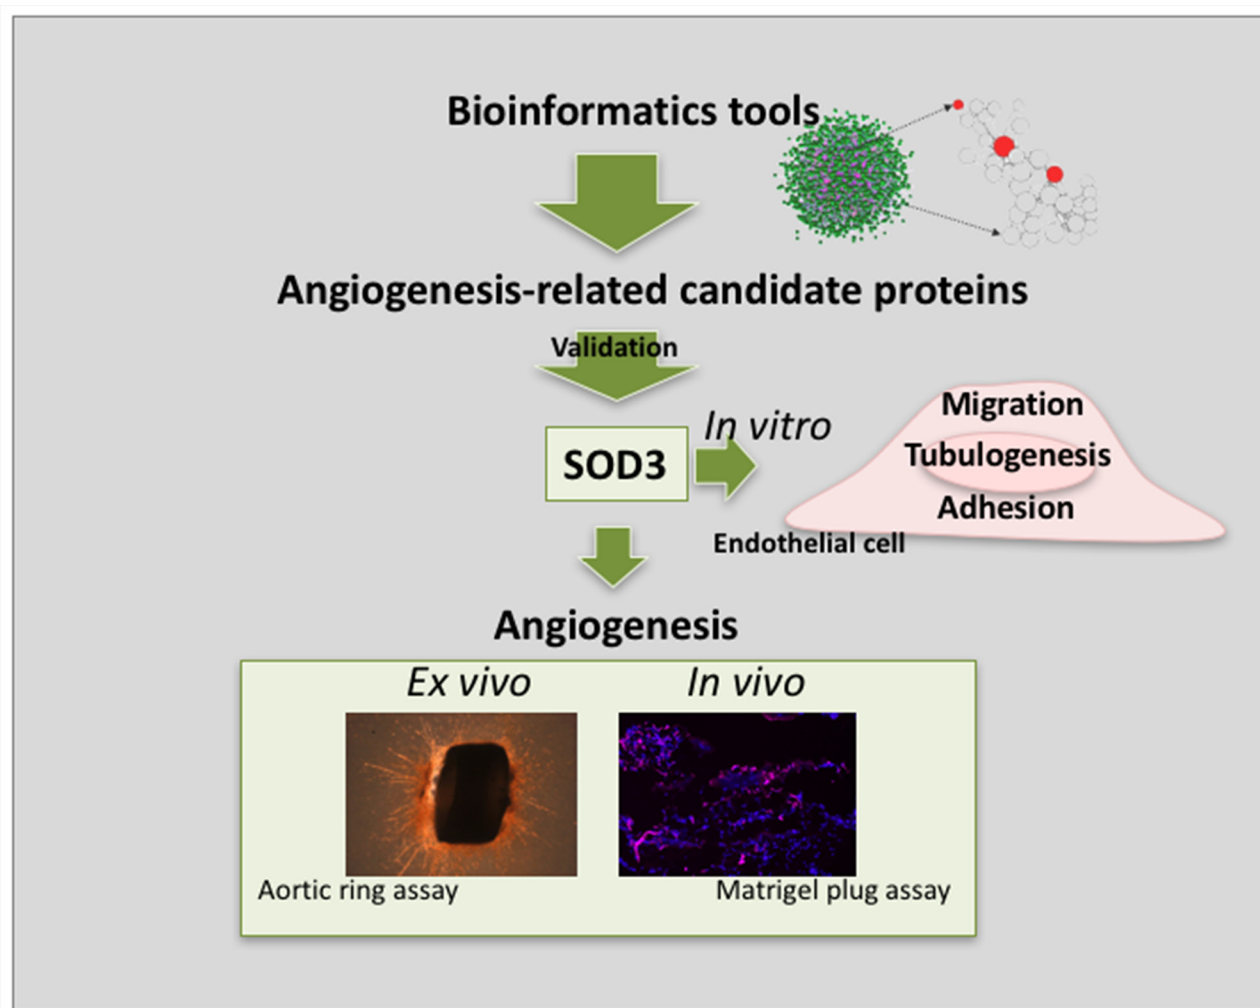 Bioinformatics tools
Angiogenesis-related candidate proteins
Validation
In vitro
SOD3
Migration
Tubulogenesis
Adhesion
Endothelial cell
Angiogenesis
Ex vivo
In vivo
Aortic ring assay
Matrigel plug assay